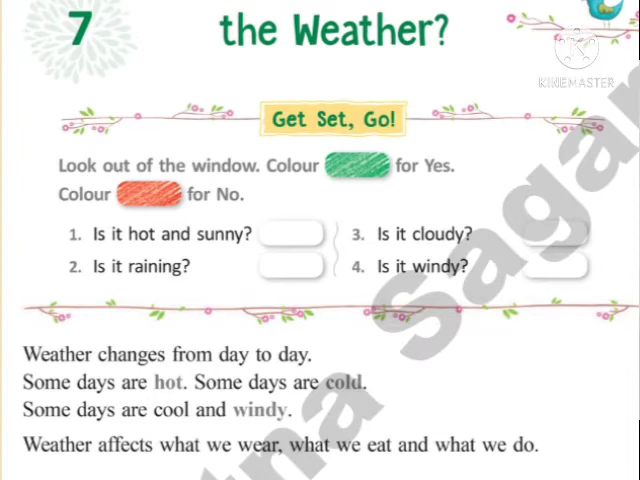 7 the Weather?
KINEMASTER
Get Set, Go!
Look out of the window. Colour for Yes.
Colour for No.
1. Is it hot and sunny?
2. Is it raining?
3. Is it cloudy?
4. Is it windy?
Weather changes from day to day.
Some days are hot. Some days are cold.
Some days are cool and windy.
Weather affects what we wear, what we eat and what we do.